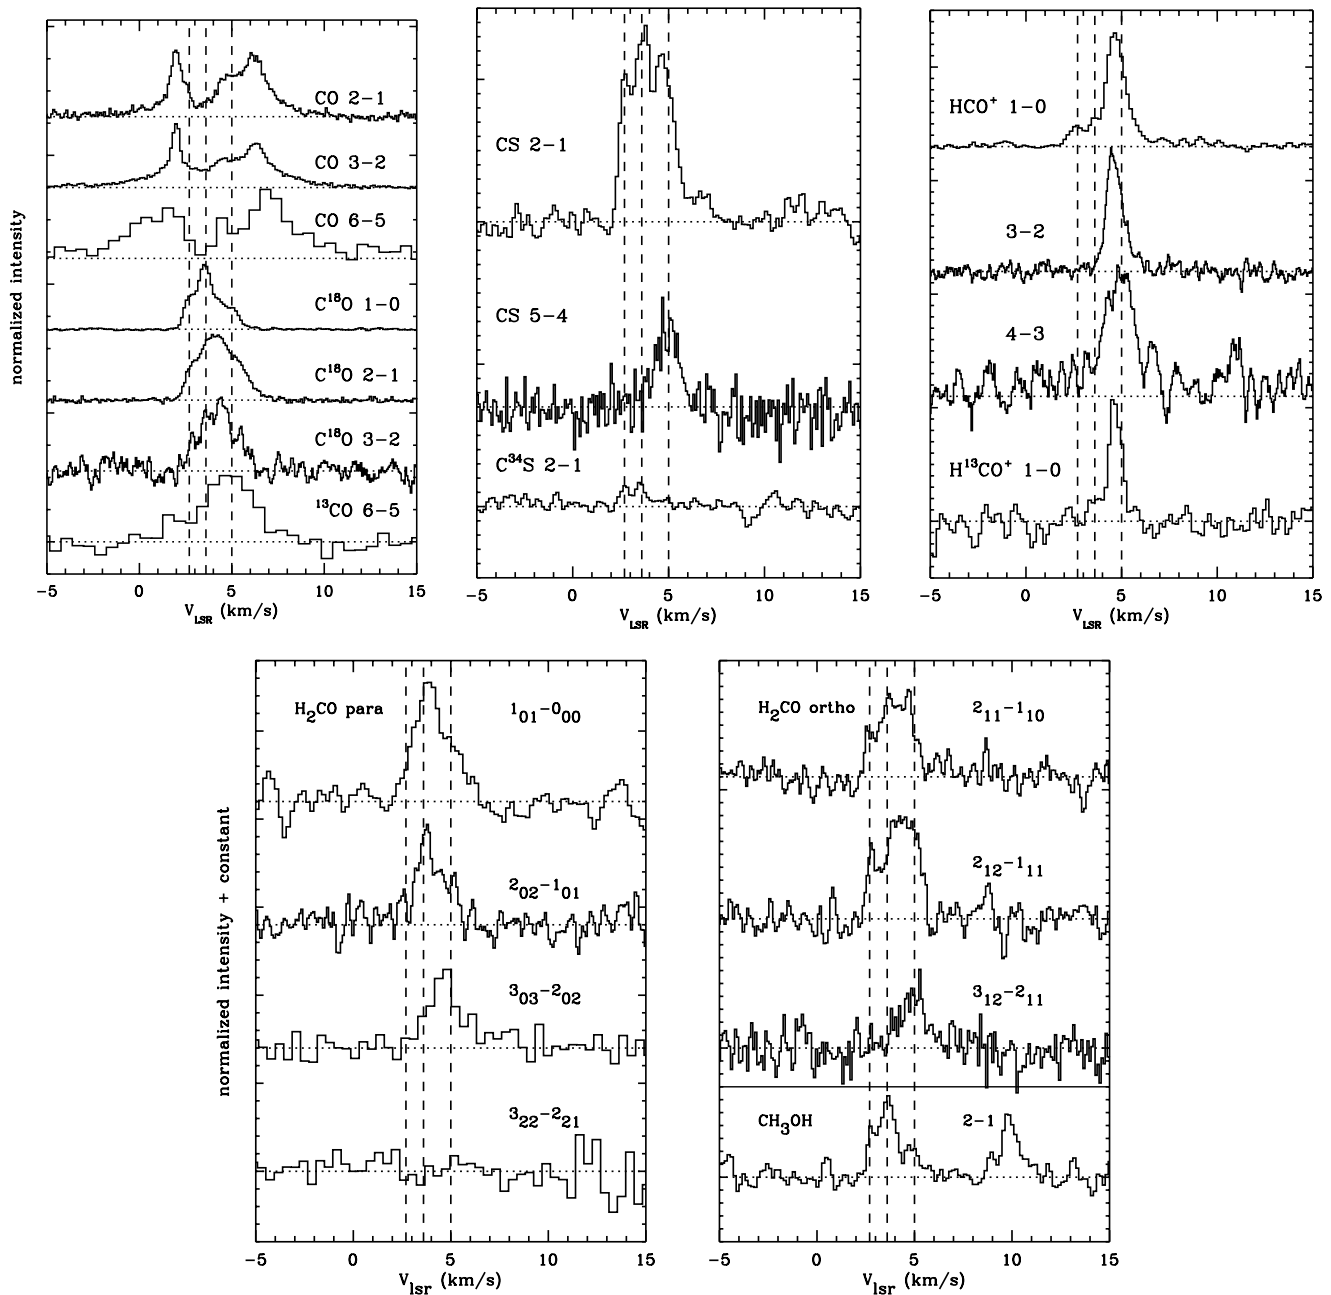 normalized intensity
CO 2−1
CO 3−2
CO 6−5
C¹⁸O 1−0
C¹⁸O 2−1
C¹⁸O 3−2
¹³CO 6−5
−5 0 5 10 15
V_LSR (km/s)
CS 2−1
CS 5−4
C³⁴S 2−1
−5 0 5 10 15
V_LSR (km/s)
HCO⁺ 1−0
3−2
4−3
H¹³CO⁺ 1−0
−5 0 5 10 15
V_LSR (km/s)
normalized intensity + constant
H₂CO para 1₀₁−0₀₀
2₀₂−1₀₁
3₀₃−2₀₂
3₂₂−2₂₁
−5 0 5 10 15
V_lsr (km/s)
H₂CO ortho 2₁₁−1₁₀
2₁₂−1₁₁
3₁₂−2₁₁
CH₃OH 2−1
−5 0 5 10 15
V_lsr (km/s)